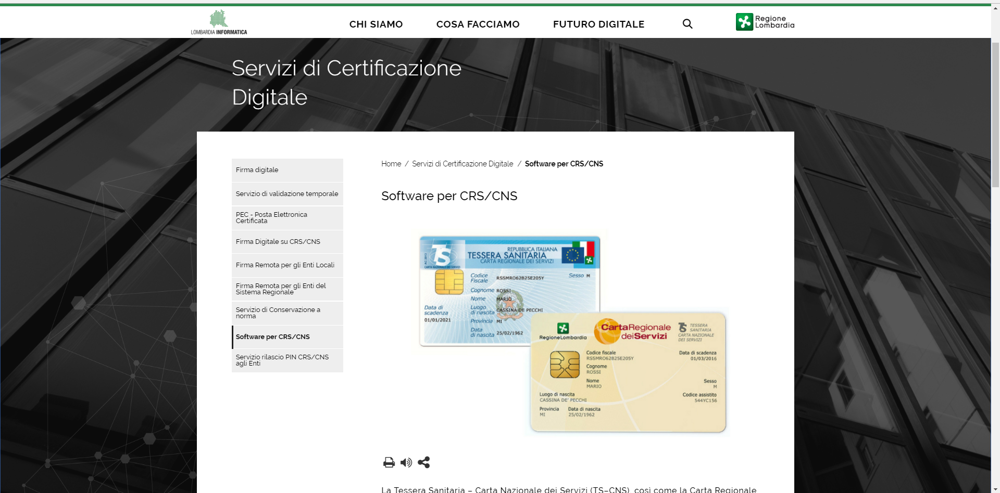 LOMBARDIA INFORMATICA
CHI SIAMO
COSA FACCIAMO
FUTURO DIGITALE
Regione
Lombardia
Servizi di Certificazione
Digitale
Firma digitale
Servizio di validazione temporale
PEC - Posta Elettronica
Certificata
Firma Digitale su CRS/CNS
Firma Remota per gli Enti Locali
Firma Remota per gli Enti del
Sistema Regionale
Servizio di Conservazione a
norma
Software per CRS/CNS
Servizio rilascio PIN CRS/CNS
agli Enti
Home / Servizi di Certificazione Digitale / Software per CRS/CNS
Software per CRS/CNS
TS
AC 2013
CARTA NAZIONALE DEI SERVIZI
REPUBBLICA ITALIANA
TESSERA SANITARIA
CARTA REGIONALE DEI SERVIZI
Codice
Fiscale RSSMRO62B25E205Y
Sesso M
Cognome ROSSI
Nome MARIO
Luogo
di nascita CASSINA DE PECCHI
Provincia MI
Data
di nascita 25/02/1962
Data di
scadenza
01/01/2021
RegioneLombardia
CartaRegionale
deiServizi
TS TESSERA
SANITARIA
CARTA NAZIONALE
DEI SERVIZI
Codice fiscale
RSSMRO62B25E205Y
Data di scadenza
01/03/2016
Cognome
ROSSI
Nome
MARIO
Sesso
M
Luogo di nascita
CASSINA DE' PECCHI
Codice assistito
544YC156
Provincia
MI
Data di nascita
25/02/1962
La Tessera Sanitaria – Carta Nazionale dei Servizi (TS–CNS), così come la Carta Regionale